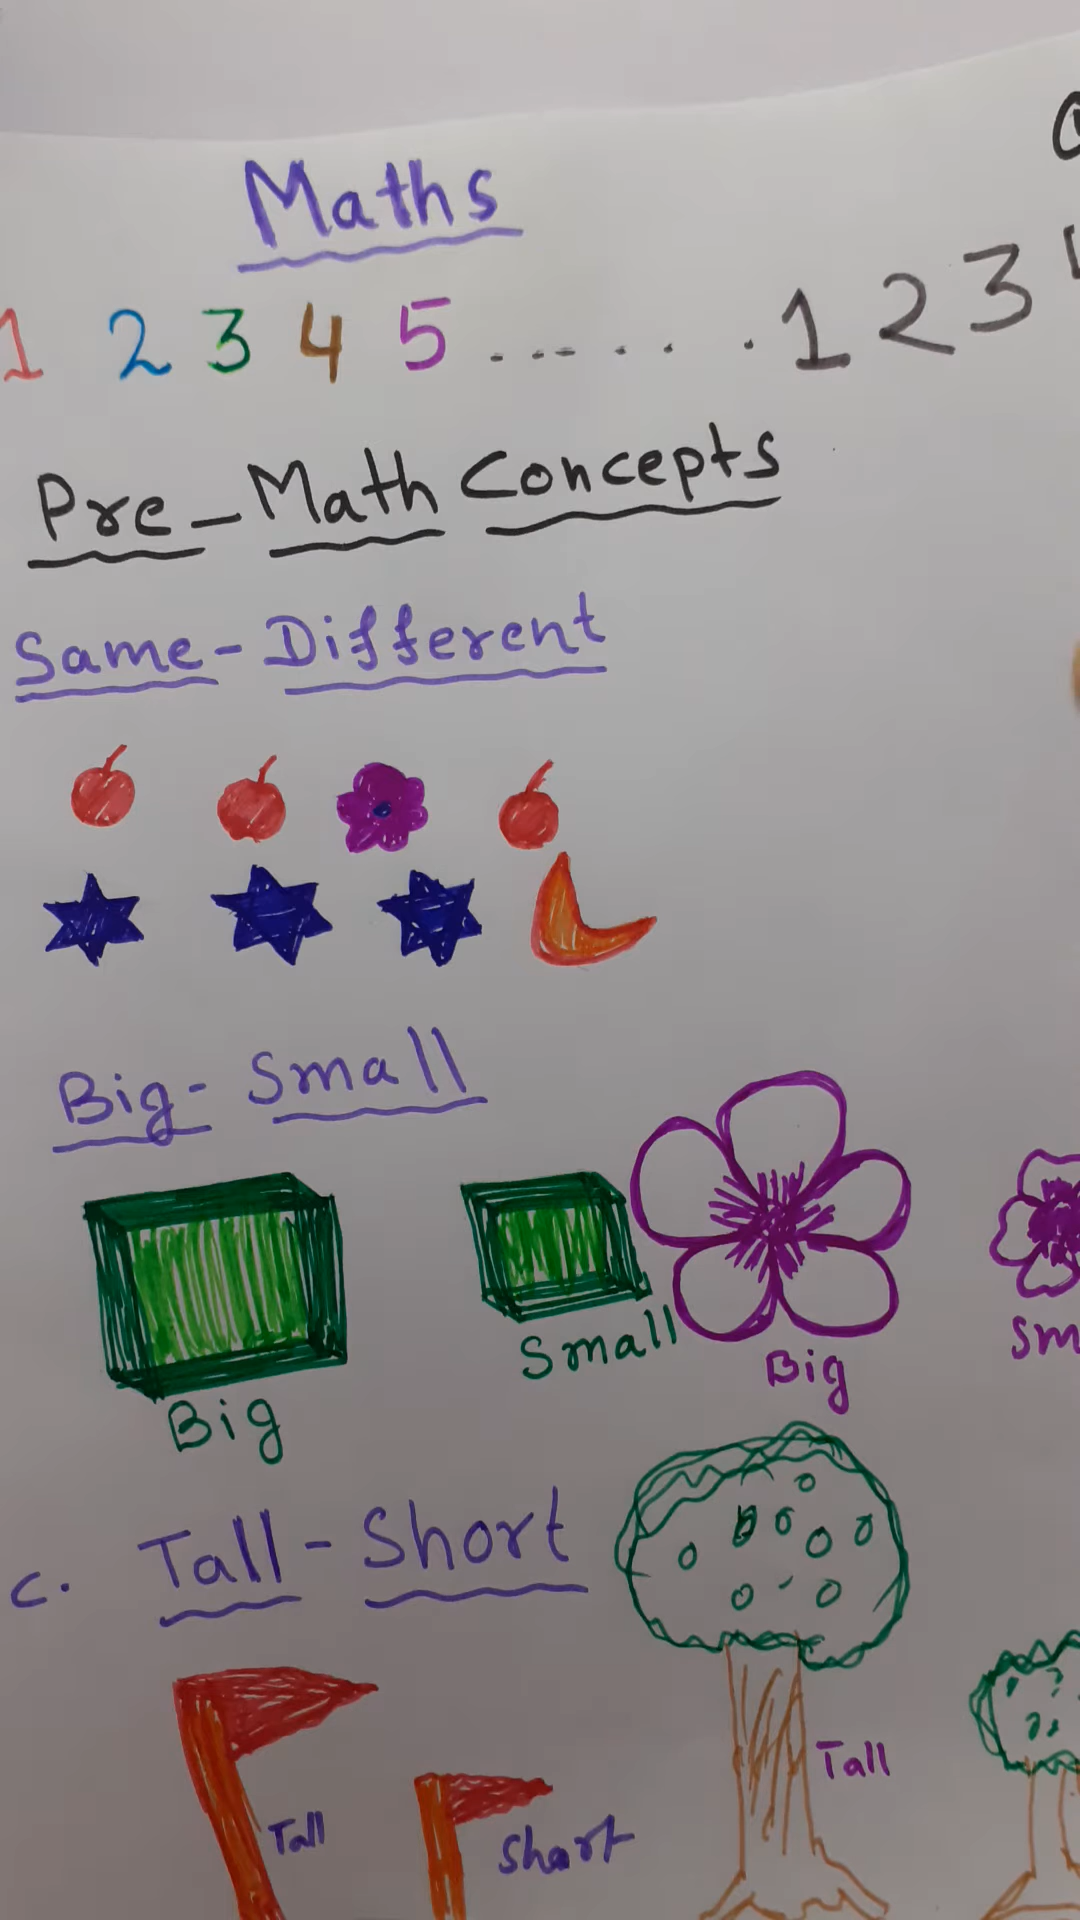 Maths
1 2 3 4 5 ......... 1 2 3
Pre-Math Concepts
Same-Different
Big-Small
Big Small Big Sm
c. Tall-Short
Tall Short Tall